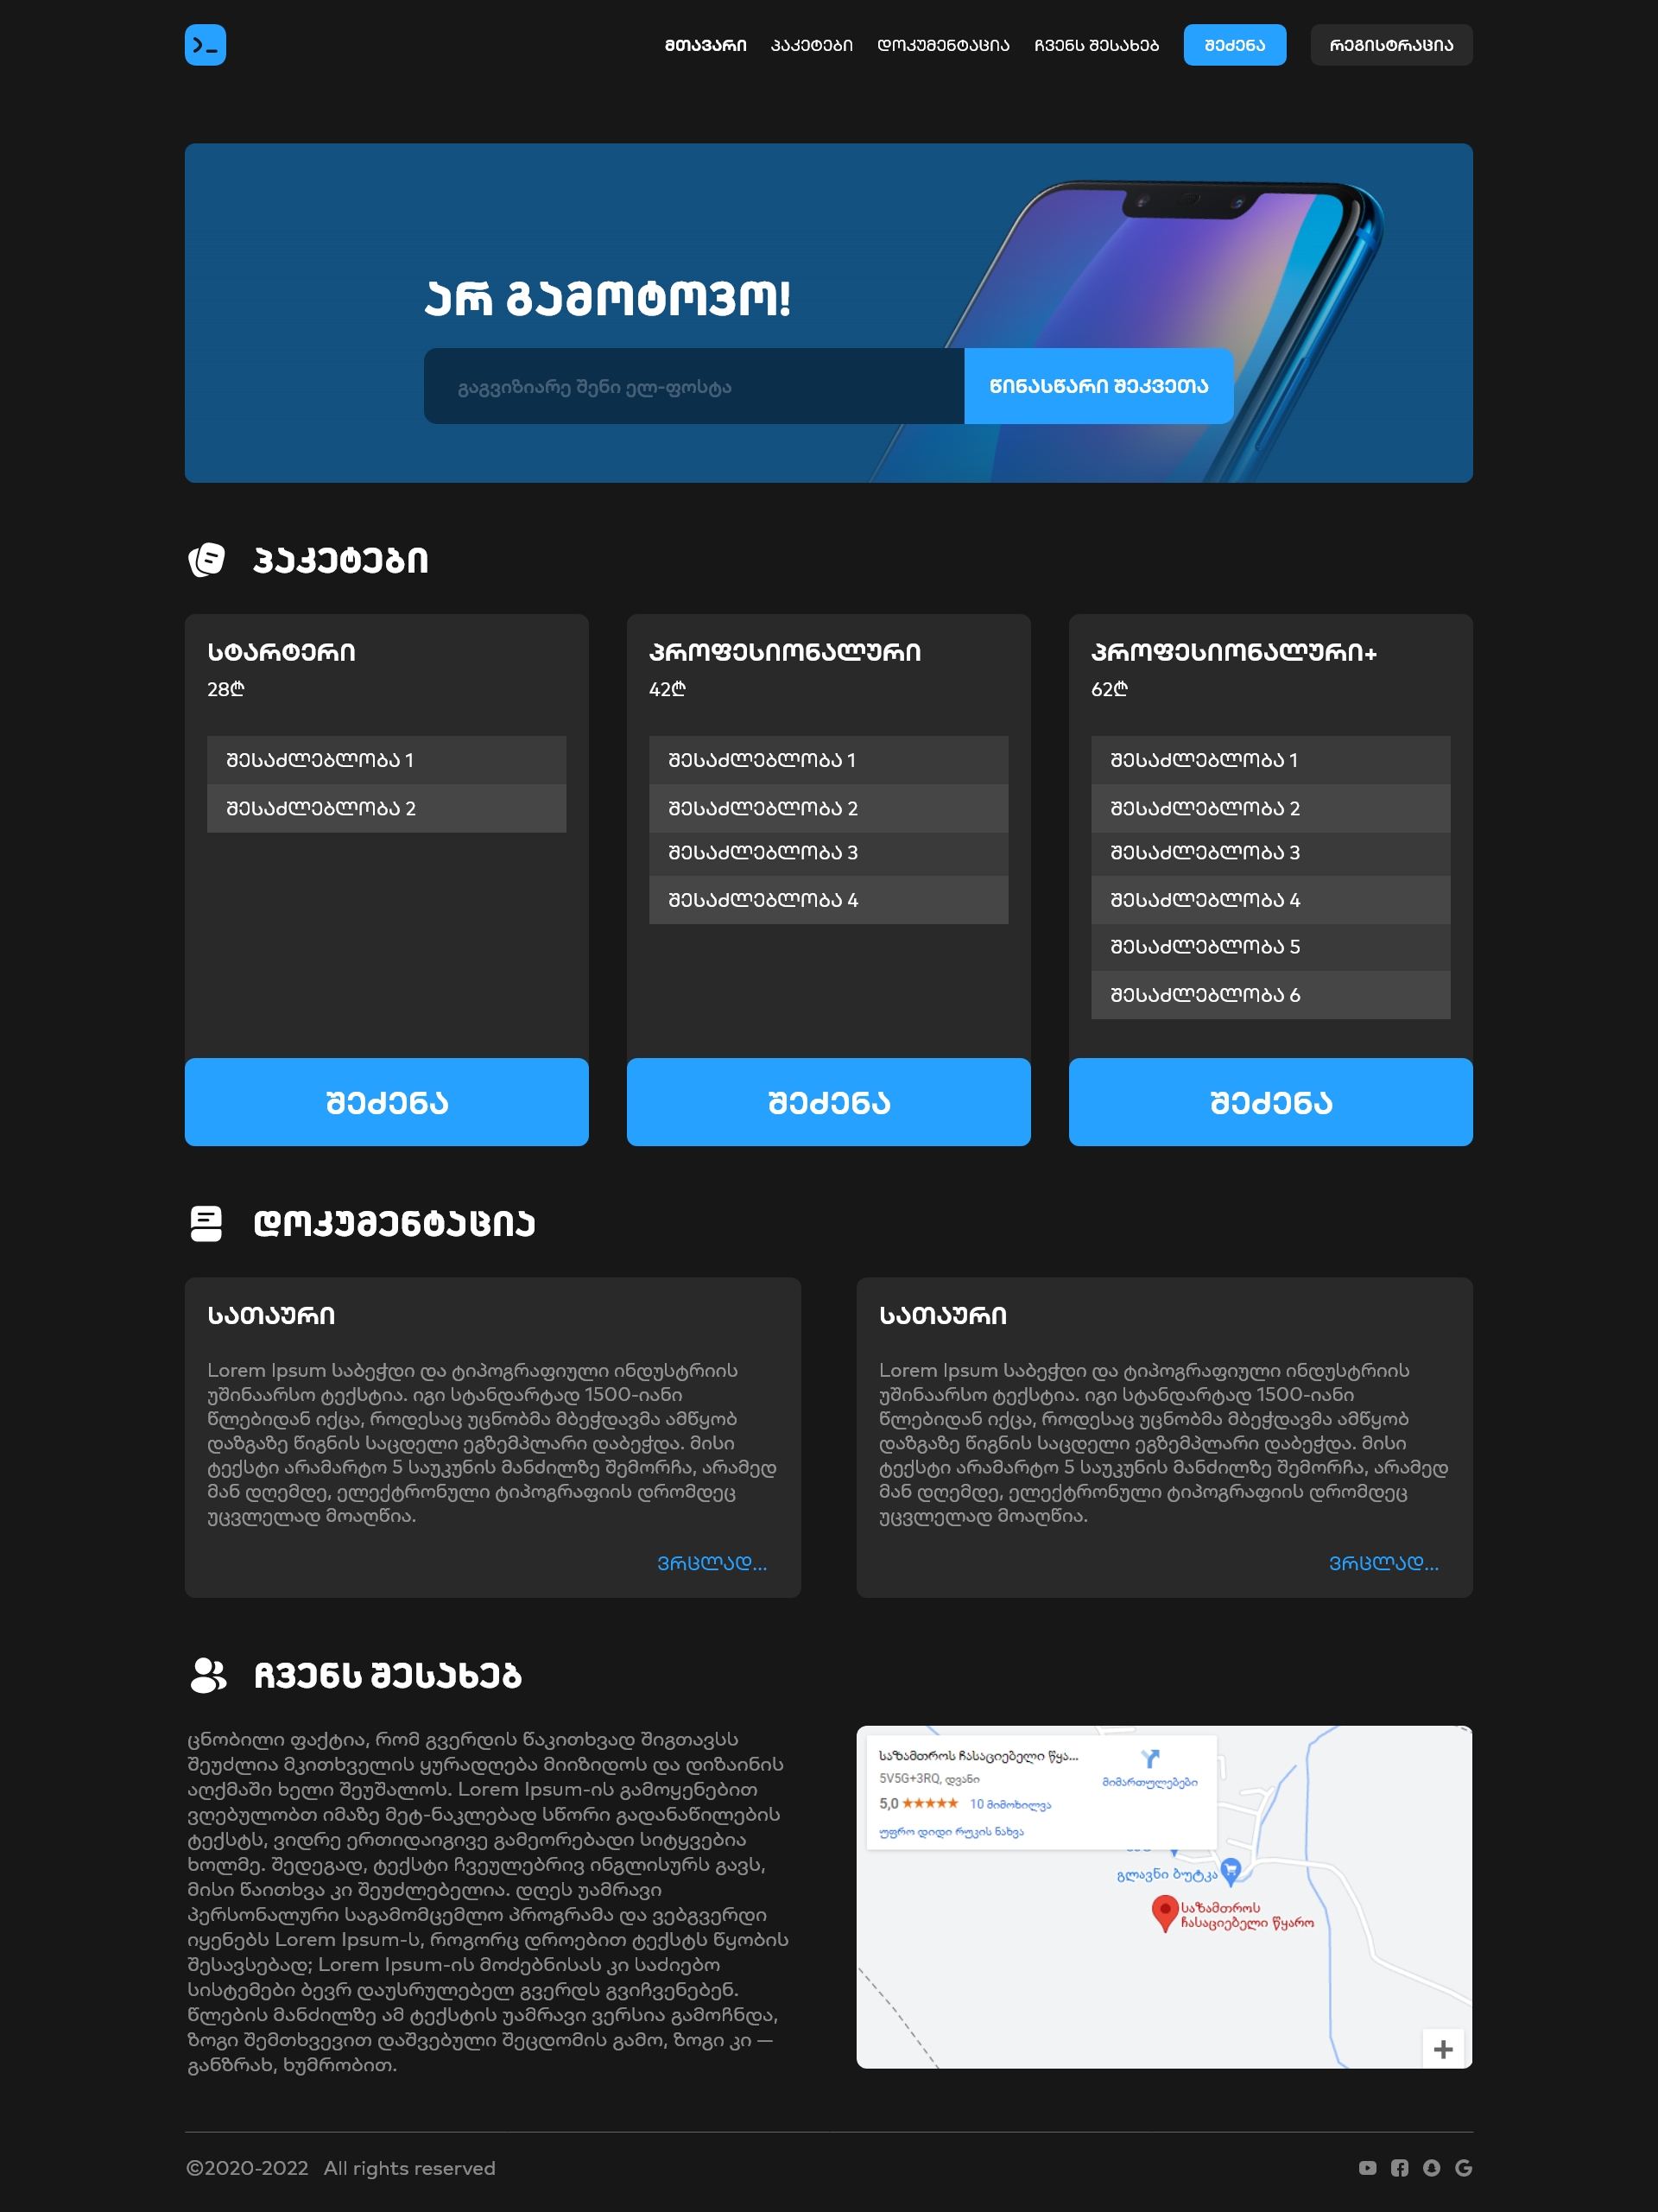 მთავარი პაკეტები დოკუმენტაცია ჩვენს შესახებ შეძენა რეგისტრაცია
არ გამოტოვო!
გაგვიზიარე შენი ელ-ფოსტა წინასწარი შეკვეთა
პაკეტები
სტარტერი
28₾
შესაძლებლობა 1
შესაძლებლობა 2
შეძენა
პროფესიონალური
42₾
შესაძლებლობა 1
შესაძლებლობა 2
შესაძლებლობა 3
შესაძლებლობა 4
შეძენა
პროფესიონალური+
62₾
შესაძლებლობა 1
შესაძლებლობა 2
შესაძლებლობა 3
შესაძლებლობა 4
შესაძლებლობა 5
შესაძლებლობა 6
შეძენა
დოკუმენტაცია
სათაური
Lorem Ipsum საბეჭდი და ტიპოგრაფიული ინდუსტრიის
უშინაარსო ტექსტია. იგი სტანდარტად 1500-იანი
წლებიდან იქცა, როდესაც უცნობმა მბეჭდავმა ამწყობ
დაზგაზე წიგნის საცდელი ეგზემპლარი დაბეჭდა. მისი
ტექსტი არამარტო 5 საუკუნის მანძილზე შემორჩა, არამედ
მან დღემდე, ელექტრონული ტიპოგრაფიის დრომდეც
უცვლელად მოაღწია.
ვრცლად...
სათაური
Lorem Ipsum საბეჭდი და ტიპოგრაფიული ინდუსტრიის
უშინაარსო ტექსტია. იგი სტანდარტად 1500-იანი
წლებიდან იქცა, როდესაც უცნობმა მბეჭდავმა ამწყობ
დაზგაზე წიგნის საცდელი ეგზემპლარი დაბეჭდა. მისი
ტექსტი არამარტო 5 საუკუნის მანძილზე შემორჩა, არამედ
მან დღემდე, ელექტრონული ტიპოგრაფიის დრომდეც
უცვლელად მოაღწია.
ვრცლად...
ჩვენს შესახებ
ცნობილი ფაქტია, რომ გვერდის წაკითხვად შიგთავსს
შეუძლია მკითხველის ყურადღება მიიზიდოს და დიზაინის
აღქმაში ხელი შეუშალოს. Lorem Ipsum-ის გამოყენებით
ვღებულობთ იმაზე მეტ-ნაკლებად სწორი გადანაწილების
ტექსტს, ვიდრე ერთიდაიგივე გამეორებადი სიტყვებია
ხოლმე. შედეგად, ტექსტი ჩვეულებრივ ინგლისურს გავს,
მისი წაითხვა კი შეუძლებელია. დღეს უამრავი
პერსონალური საგამომცემლო პროგრამა და ვებგვერდი
იყენებს Lorem Ipsum-ს, როგორც დროებით ტექსტს წყობის
შესავსებად; Lorem Ipsum-ის მოძებნისას კი საძიებო
სისტემები ბევრ დაუსრულებელ გვერდს გვიჩვენებენ.
წლების მანძილზე ამ ტექსტის უამრავი ვერსია გამოჩნდა,
ზოგი შემთხვევით დაშვებული შეცდომის გამო, ზოგი კი —
განზრახ, ხუმრობით.
საზამთროს ჩასაციებელი წყა...
5V5G+3RQ, დვანი
5,0 ★★★★★ 10 მიმოხილვა
უფრო დიდი რუკის ნახვა
მიმართულებები
გლავნი ბუტკა
საზამთროს
ჩასაციებელი წყარო
+
©2020-2022 All rights reserved